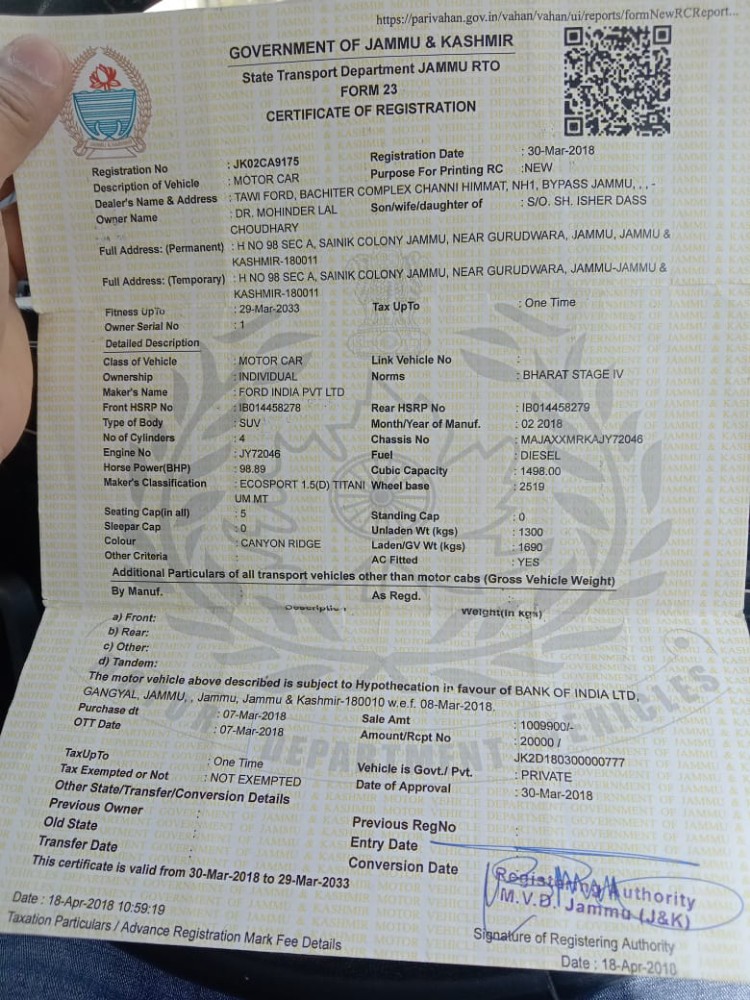 https://parivahan.gov.in/vahan/vahan/ui/reports/formNewRCReport...
GOVERNMENT OF JAMMU & KASHMIR
State Transport Department JAMMU RTO
FORM 23
CERTIFICATE OF REGISTRATION
Registration No : JK02CA9175 Registration Date : 30-Mar-2018
Description of Vehicle : MOTOR CAR Purpose For Printing RC :NEW
Dealer's Name & Address : TAWI FORD, BACHITER COMPLEX CHANNI HIMMAT, NH1, BYPASS JAMMU, , , -
Owner Name : DR. MOHINDER LAL Son/wife/daughter of : S/O. SH. ISHER DASS
CHOUDHARY
Full Address: (Permanent) : H NO 98 SEC A, SAINIK COLONY JAMMU, NEAR GURUDWARA, JAMMU, JAMMU &
KASHMIR-180011
Full Address: (Temporary) : H NO 98 SEC A, SAINIK COLONY JAMMU, NEAR GURUDWARA, JAMMU-JAMMU &
KASHMIR-180011
Fitness UpTo : 29-Mar-2033 Tax UpTo : One Time
Owner Serial No : 1
Detailed Description
Class of Vehicle : MOTOR CAR Link Vehicle No :
Ownership : INDIVIDUAL Norms : BHARAT STAGE IV
Maker's Name : FORD INDIA PVT LTD
Front HSRP No : IB014458278 Rear HSRP No : IB014458279
Type of Body : SUV Month/Year of Manuf. : 02 2018
No of Cylinders : 4 Chassis No : MAJAXXMRKAJY72046
Engine No : JY72046 Fuel : DIESEL
Horse Power(BHP) : 98.89 Cubic Capacity : 1498.00
Maker's Classification : ECOSPORT 1.5(D) TITANI Wheel base : 2519
UM MT
Seating Cap(in all) : 5 Standing Cap : 0
Sleepar Cap : 0 Unladen Wt (kgs) : 1300
Colour : CANYON RIDGE Laden/GV Wt (kgs) : 1690
Other Criteria : AC Fitted : YES
Additional Particulars of all transport vehicles other than motor cabs (Gross Vehicle Weight)
By Manuf. : As Regd. :
Description Weight(in kgs)
a) Front:
b) Rear:
c) Other:
d) Tandem:
The motor vehicle above described is subject to Hypothecation in favour of BANK OF INDIA LTD,
GANGYAL, JAMMU, , Jammu, Jammu & Kashmir-180010 w.e.f. 08-Mar-2018.
Purchase dt : 07-Mar-2018 Sale Amt : 1009900/-
OTT Date : 07-Mar-2018 Amount/Rcpt No : 20000 /
JK2D180300000777
TaxUpTo : One Time Vehicle is Govt./ Pvt. : PRIVATE
Tax Exempted or Not : NOT EXEMPTED Date of Approval : 30-Mar-2018
Other State/Transfer/Conversion Details
Previous Owner : Previous RegNo :
Old State : Entry Date
Transfer Date : Conversion Date
This certificate is valid from 30-Mar-2018 to 29-Mar-2033
Registering Authority
M.V.D. Jammu (J&K)
Date : 18-Apr-2018 10:59:19 Signature of Registering Authority
Taxation Particulars / Advance Registration Mark Fee Details Date : 18-Apr-2018